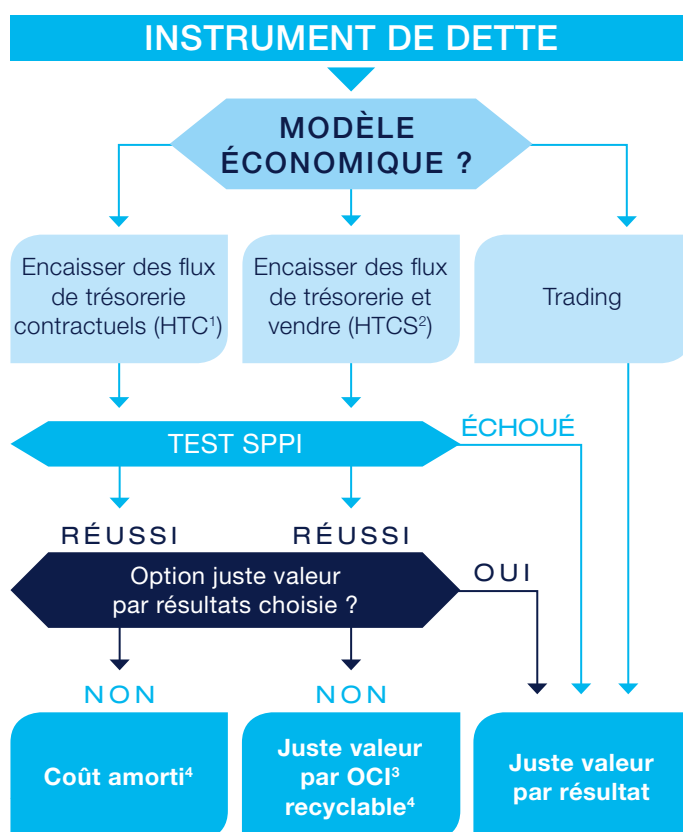 INSTRUMENT DE DETTE
MODÈLE
ÉCONOMIQUE ?
Encaisser des flux
de trésorerie
contractuels (HTC¹)
Encaisser des flux
de trésorerie et
vendre (HTCS²)
Trading
TEST SPPI
ÉCHOUÉ
RÉUSSI
RÉUSSI
Option juste valeur
par résultats choisie ?
OUI
NON
NON
Coût amorti⁴
Juste valeur
par OCI³
recyclable⁴
Juste valeur
par résultat